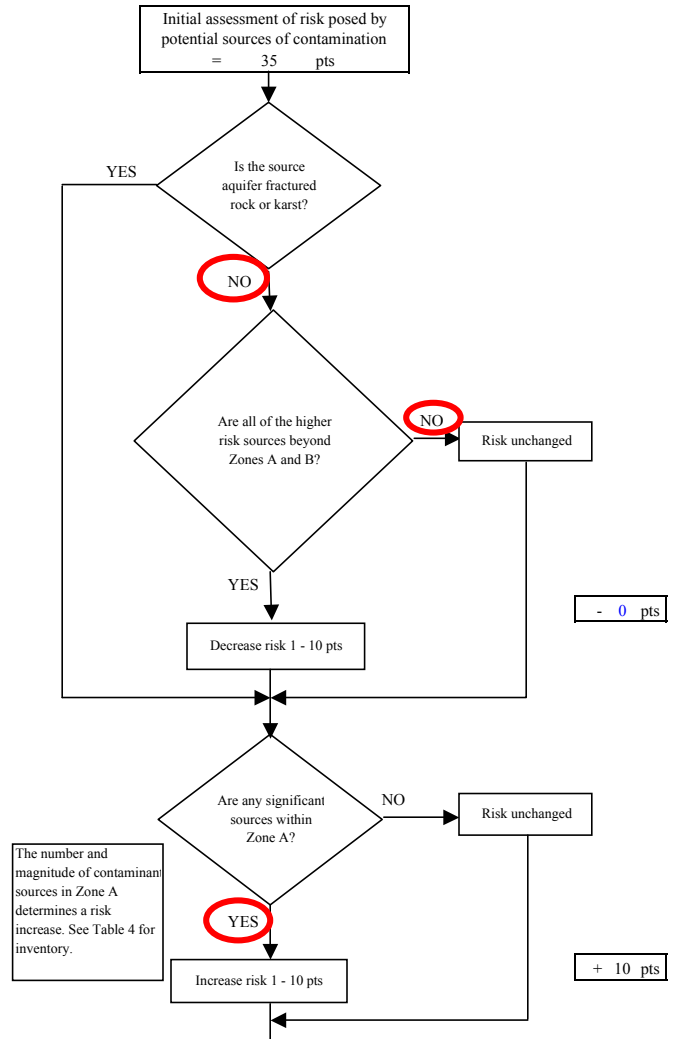 Initial assessment of risk posed by
potential sources of contamination
= 35 pts
YES
Is the source
aquifer fractured
rock or karst?
NO
Are all of the higher
risk sources beyond
Zones A and B?
NO
Risk unchanged
YES
- 0 pts
Decrease risk 1 - 10 pts
Are any significant
sources within
Zone A?
NO
Risk unchanged
The number and
magnitude of contaminant
sources in Zone A
determines a risk
increase. See Table 4 for
inventory.
YES
Increase risk 1 - 10 pts
+ 10 pts